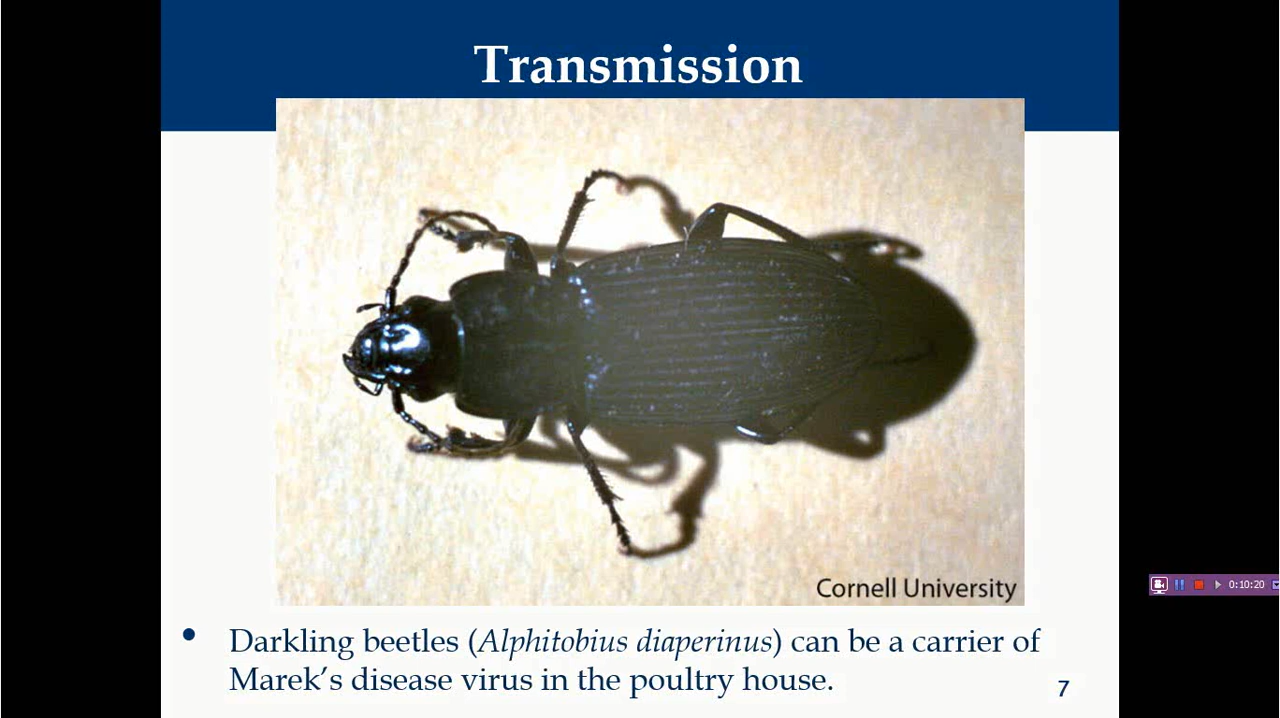 Transmission
Cornell University
• Darkling beetles (Alphitobius diaperinus) can be a carrier of
Marek's disease virus in the poultry house.
7
0:10:20